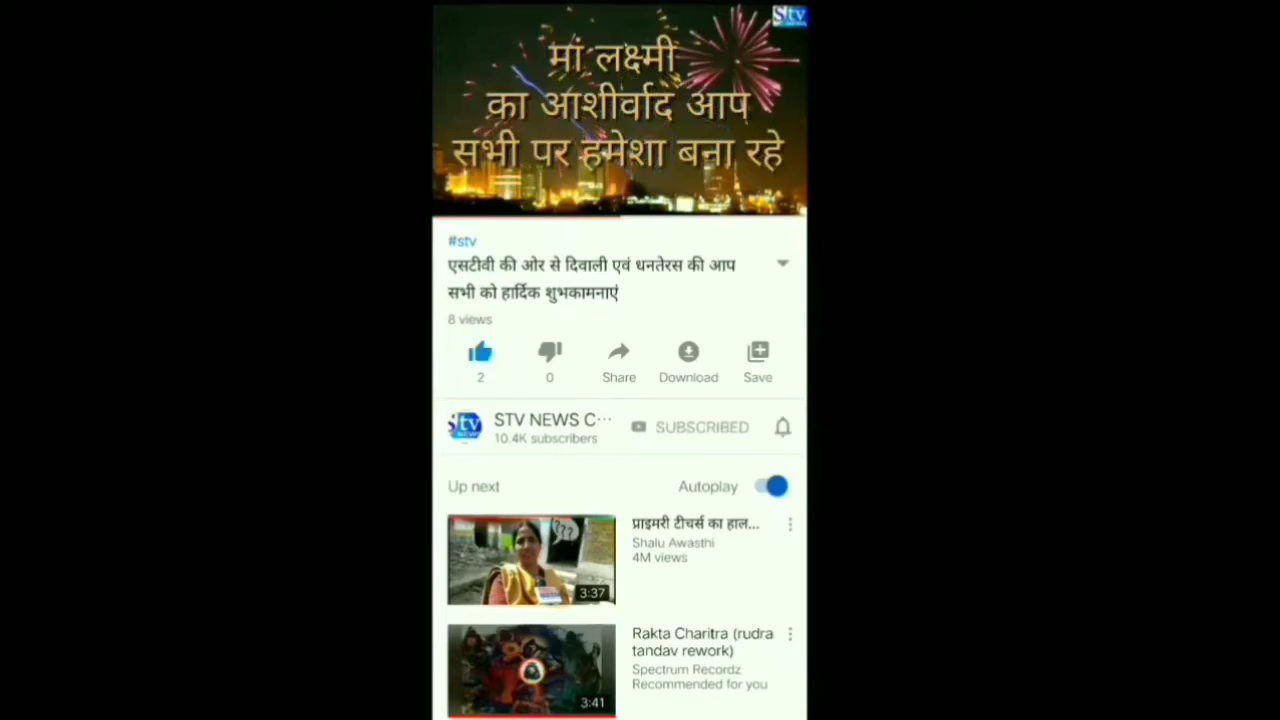 Stv
मां लक्ष्मी
का आशीर्वाद आप
सभी पर हमेशा बना रहे
#stv
एसटीवी की ओर से दिवाली एवं धनतेरस की आप
सभी को हार्दिक शुभकामनाएं
8 views
2
0
Share
Download
Save
Stv
NEWS
STV NEWS C...
10.4K subscribers
SUBSCRIBED
Up next
Autoplay
???
3:37
प्राइमरी टीचर्स का हाल...
Shalu Awasthi
4M views
3:41
Rakta Charitra (rudra
tandav rework)
Spectrum Recordz
Recommended for you